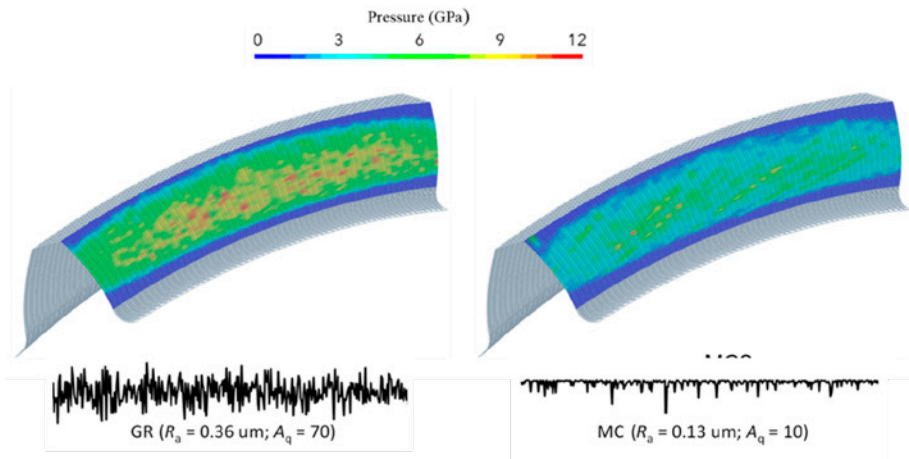 Pressure (GPa)
0 3 6 9 12
GR (Ra = 0.36 um; Aq = 70)
MC (Ra = 0.13 um; Aq = 10)